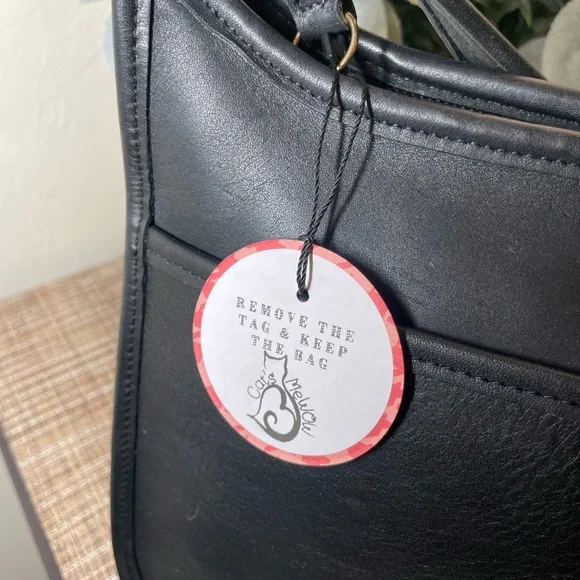 REMOVE THE
TAG & KEEP
THE BAG
Cat's MeWOW